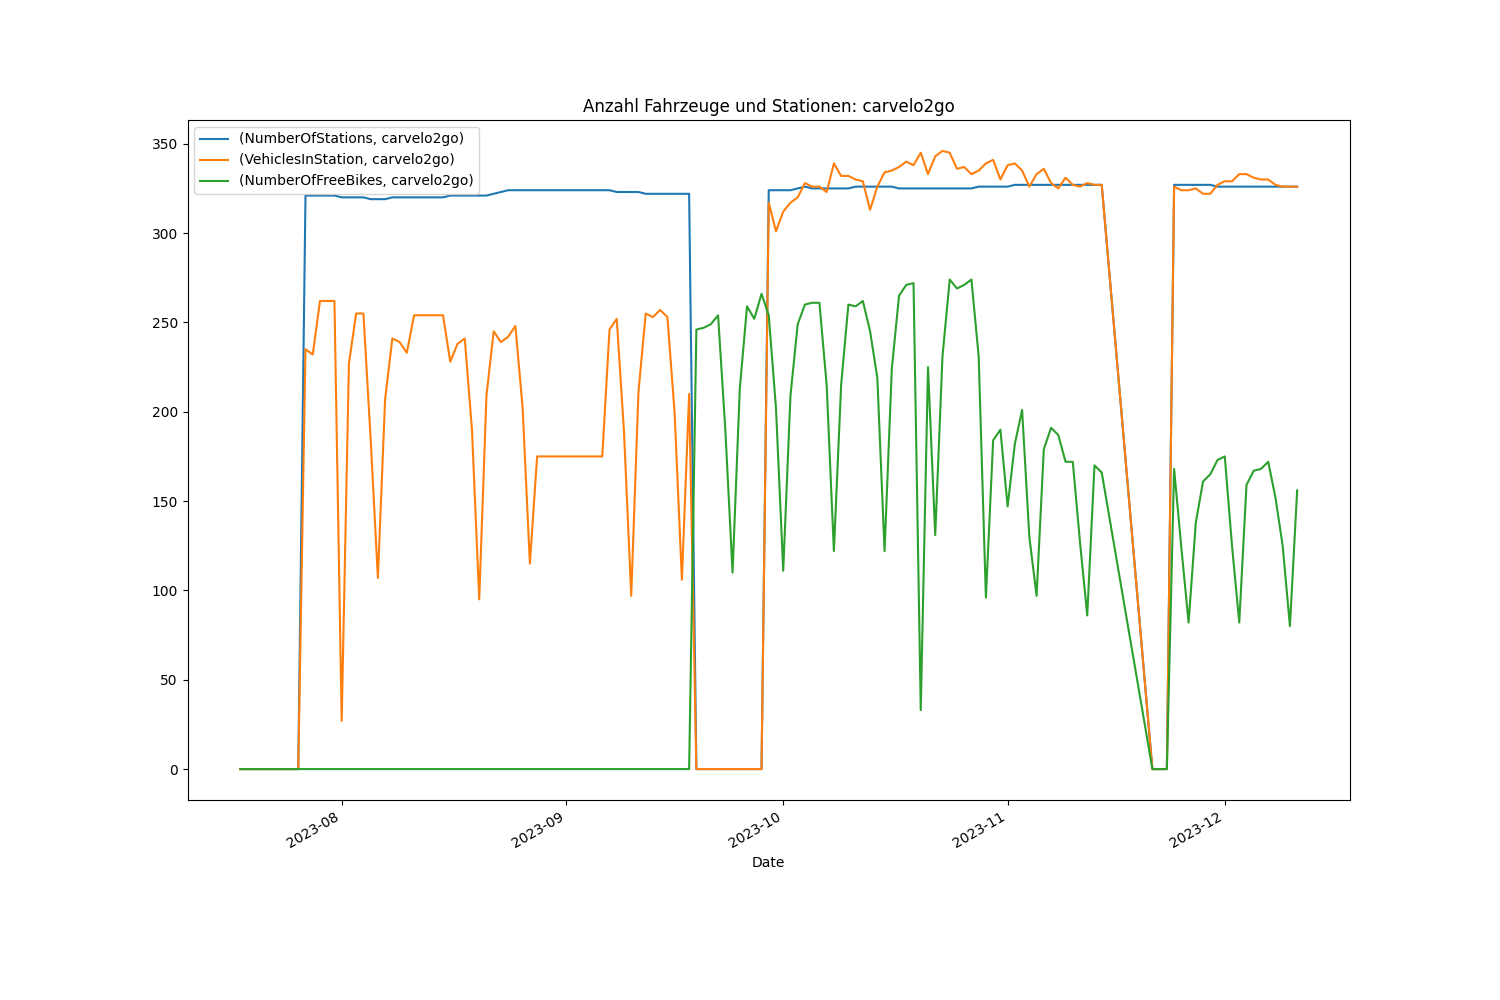 Anzahl Fahrzeuge und Stationen: carvelo2go
(NumberOfStations, carvelo2go)
(VehiclesInStation, carvelo2go)
(NumberOfFreeBikes, carvelo2go)
350
300
250
200
150
100
50
0
2023-08
2023-09
2023-10
2023-11
2023-12
Date